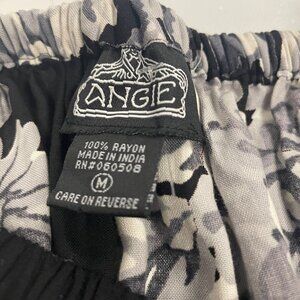 ANGIE
100% RAYON
MADE IN INDIA
RN#060508
M
CARE ON REVERSE